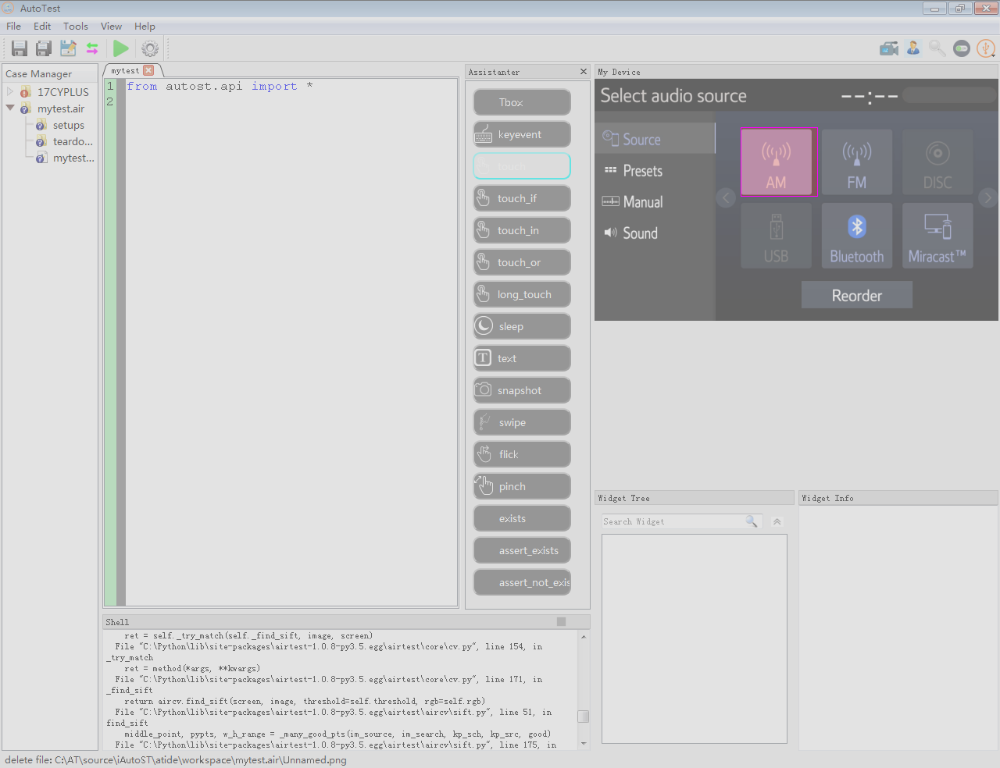 AutoTest
File Edit Tools View Help
Case Manager
17CYPLUS
mytest.air
setups
teardo...
mytest...
mytest
1 from autost.api import *
2
Assistanter
Tbox
keyevent
touch
touch_if
touch_in
touch_or
long_touch
sleep
text
snapshot
swipe
flick
pinch
exists
assert_exists
assert_not_exis
My Device
Select audio source --:--
Source
Presets
Manual
Sound
AM FM DISC
USB Bluetooth Miracast™
Reorder
Widget Tree
Search Widget
Widget Info
Shell
ret = self._try_match(self._find_sift, image, screen)
File "C:\Python\lib\site-packages\airtest-1.0.8-py3.5.egg\airtest\core\cv.py", line 154, in
_try_match
ret = method(*args, **kwargs)
File "C:\Python\lib\site-packages\airtest-1.0.8-py3.5.egg\airtest\core\cv.py", line 171, in
_find_sift
return aircv.find_sift(screen, image, threshold=self.threshold, rgb=self.rgb)
File "C:\Python\lib\site-packages\airtest-1.0.8-py3.5.egg\airtest\aircv\sift.py", line 51, in
find_sift
middle_point, pypts, w_h_range = _many_good_pts(im_source, im_search, kp_sch, kp_src, good)
File "C:\Python\lib\site-packages\airtest-1.0.8-py3.5.egg\airtest\aircv\sift.py", line 175, in
delete file: C:\AT\source\iAutoST\atide\workspace\mytest.air\Unnamed.png